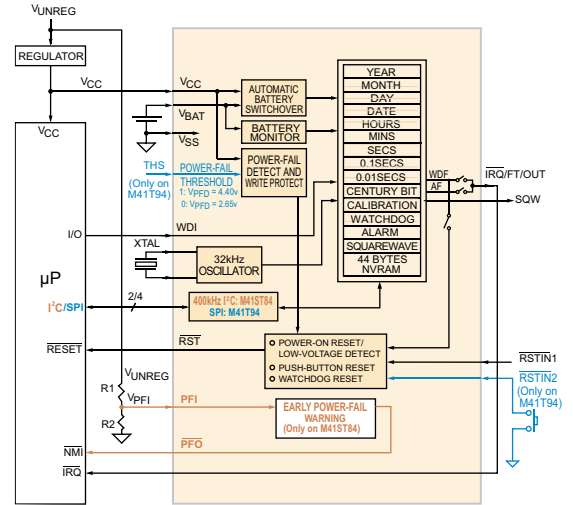 VUNREG
REGULATOR
VCC
VCC
µP
I/O
I²C/SPI
2/4
RESET
VUNREG
R1
VPFI
R2
NMI
IRQ
VCC
VBAT
VSS
THS
(Only on
M41T94)
POWER-FAIL
THRESHOLD
1: VPFD = 4.40v
0: VPFD = 2.65v
WDI
XTAL
AUTOMATIC
BATTERY
SWITCHOVER
BATTERY
MONITOR
POWER-FAIL
DETECT AND
WRITE PROTECT
32kHz
OSCILLATOR
400kHz I²C: M41ST84
SPI: M41T94
RST
PFI
PFO
EARLY POWER-FAIL
WARNING
(Only on M41ST84)
YEAR
MONTH
DAY
DATE
HOURS
MINS
SECS
0.1SECS
0.01SECS
CENTURY BIT
CALIBRATION
WATCHDOG
ALARM
SQUAREWAVE
44 BYTES
NVRAM
WDF
AF
IRQ/FT/OUT
SQW
POWER-ON RESET/
LOW-VOLTAGE DETECT
PUSH-BUTTON RESET
WATCHDOG RESET
RSTIN1
RSTIN2
(Only on
M41T94)